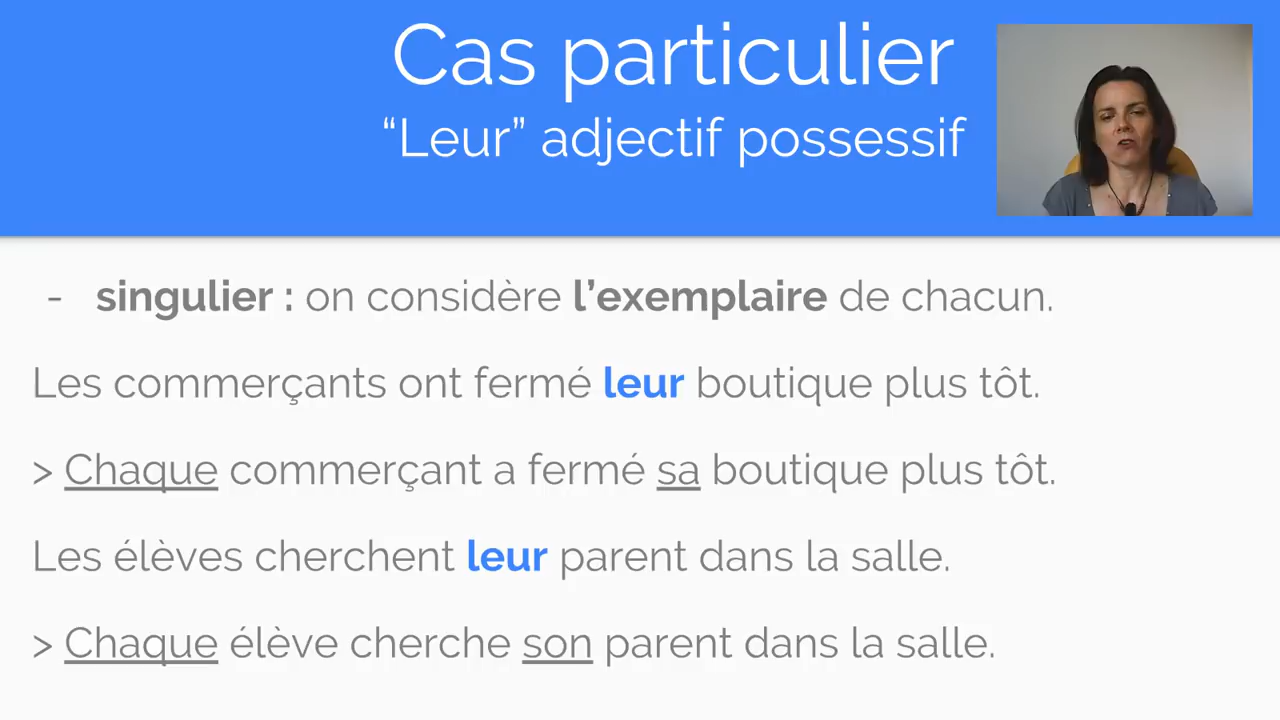 Cas particulier
“Leur” adjectif possessif
- singulier : on considère l’exemplaire de chacun.
Les commerçants ont fermé leur boutique plus tôt.
> Chaque commerçant a fermé sa boutique plus tôt.
Les élèves cherchent leur parent dans la salle.
> Chaque élève cherche son parent dans la salle.